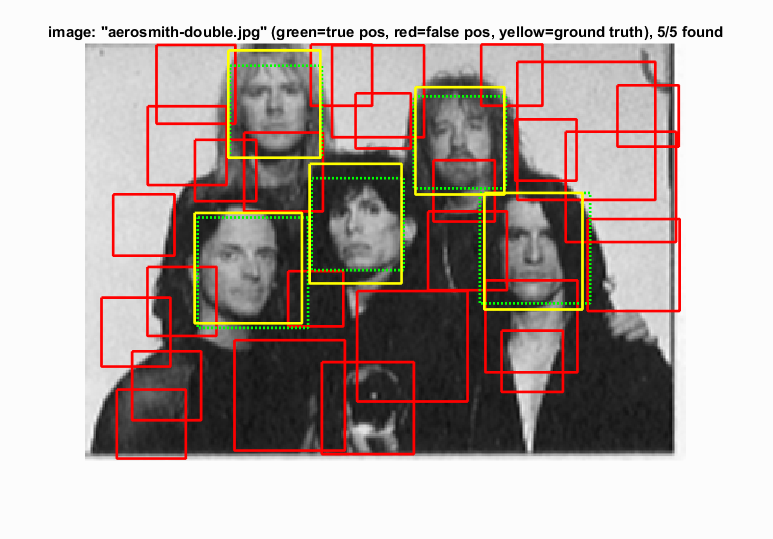 image: "aerosmith-double.jpg" (green=true pos, red=false pos, yellow=ground truth), 5/5 found